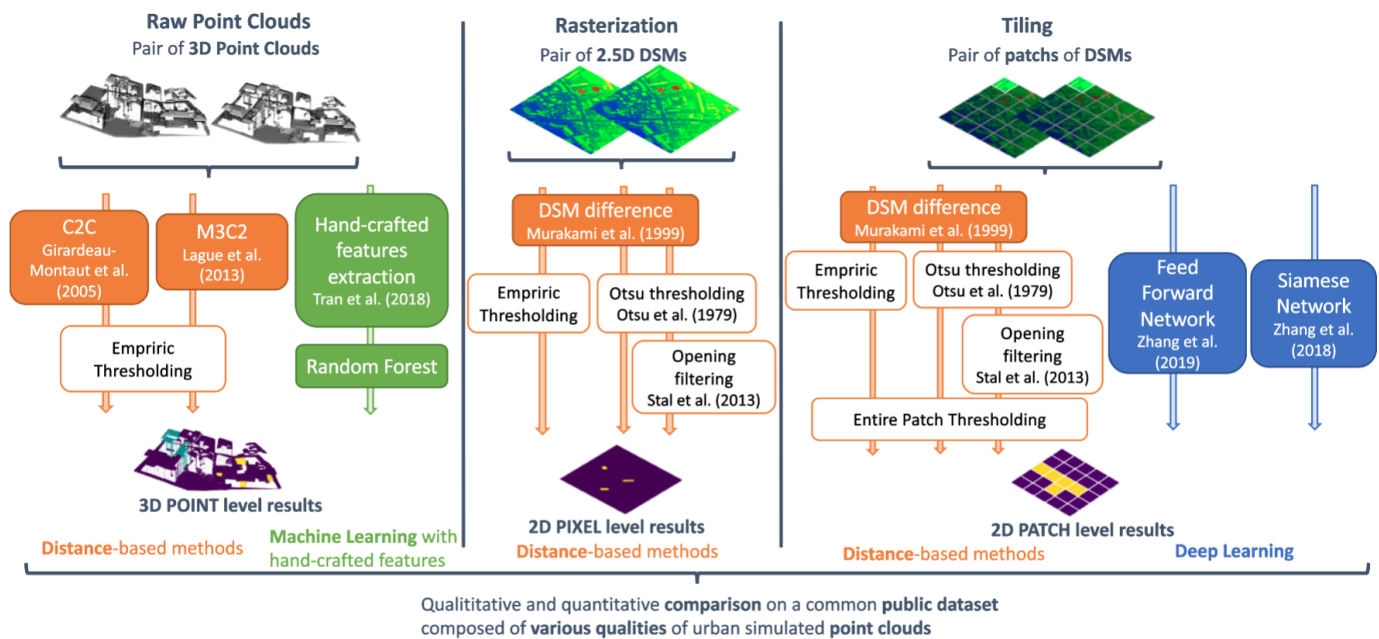 Raw Point Clouds
Pair of 3D Point Clouds
C2C
Girardeau-
Montaut et al.
(2005)
M3C2
Lague et al.
(2013)
Hand-crafted
features
extraction
Tran et al. (2018)
Empriric
Thresholding
Random Forest
3D POINT level results
Distance-based methods
Machine Learning with
hand-crafted features
Rasterization
Pair of 2.5D DSMs
DSM difference
Murakami et al. (1999)
Empriric
Thresholding
Otsu thresholding
Otsu et al. (1979)
Opening
filtering
Stal et al. (2013)
2D PIXEL level results
Distance-based methods
Tiling
Pair of patchs of DSMs
DSM difference
Murakami et al. (1999)
Empriric
Thresholding
Otsu thresholding
Otsu et al. (1979)
Opening
filtering
Stal et al. (2013)
Entire Patch Thresholding
Feed
Forward
Network
Zhang et al.
(2019)
Siamese
Network
Zhang et al.
(2018)
2D PATCH level results
Distance-based methods
Deep Learning
Qualititative and quantitative comparison on a common public dataset
composed of various qualities of urban simulated point clouds